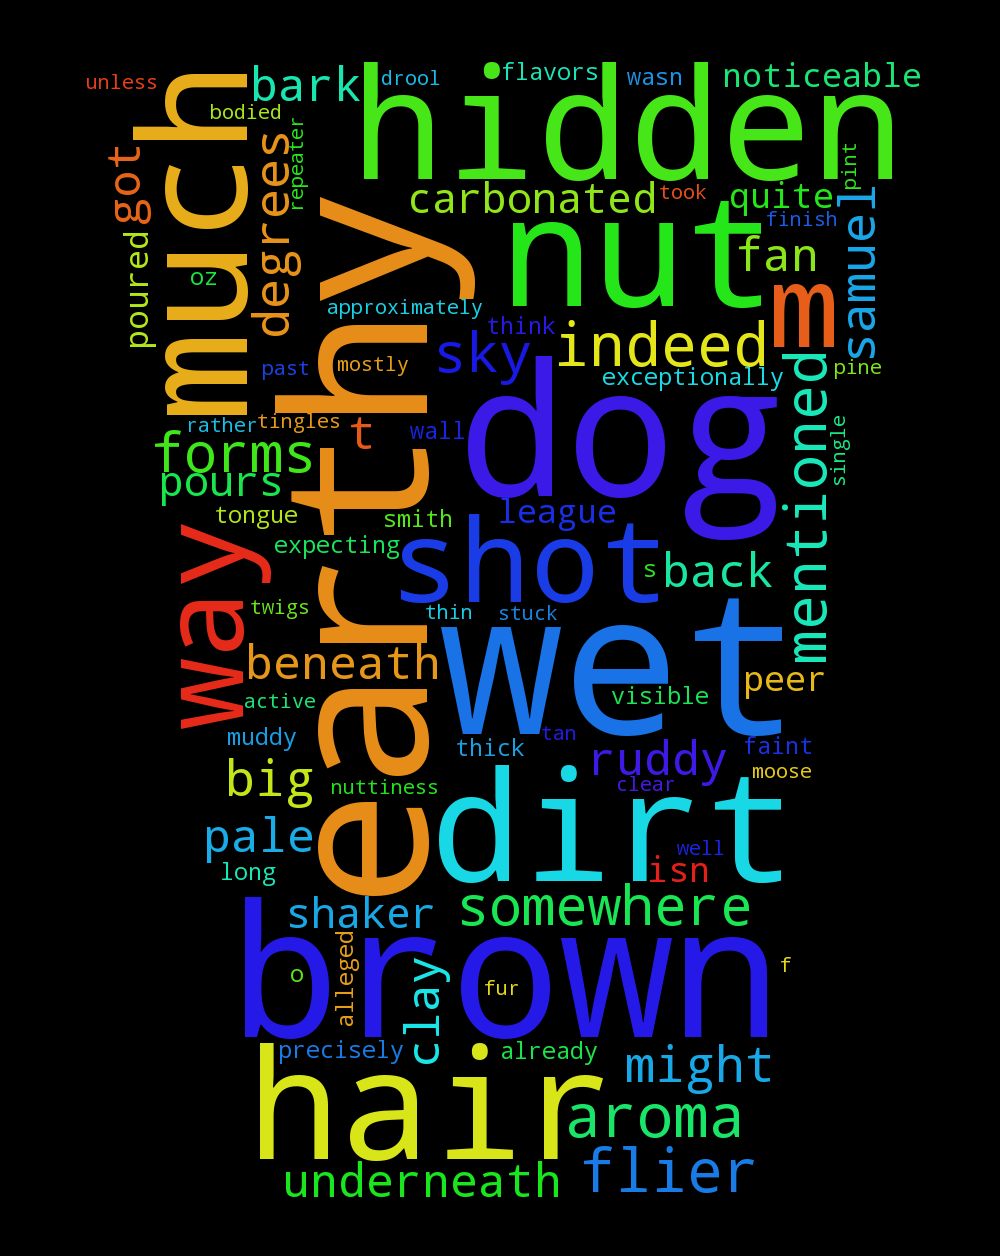 unless
bark
drool
flavors
wasn
noticeable
hidden
much
bodied
repeater
degrees
got
pint
carbonated
took
quite
finish
samuel
earthy
nut
fan
poured
oz
m
approximately
think
sky
indeed
exceptionally
pine
past
mostly
mentioned
dog
rather
tingles
t
wall
single
forms
pours
tongue
smith
league
expecting
shot
s
back
way
twigs
thin
stuck
wet
beneath
peer
active
visible
muddy
tan
thick
ruddy
faint
moose
big
nuttiness
clear
dirt
pale
well
isn
long
shaker
somewhere
brown
alleged
clay
o
fur
f
precisely
already
might
hair
aroma
underneath
flier